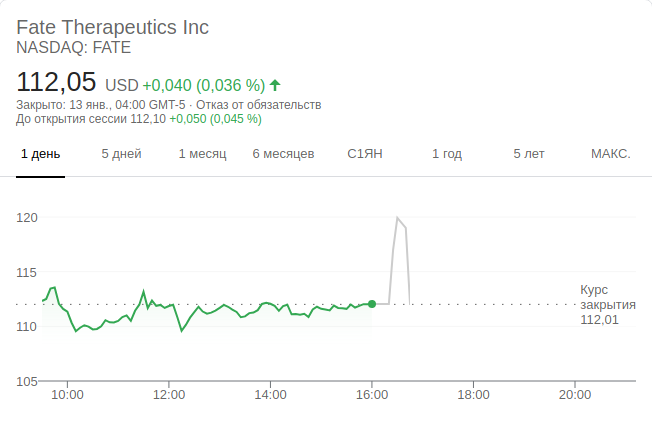 Fate Therapeutics Inc
NASDAQ: FATE
112,05 USD +0,040 (0,036 %)
Закрыто: 13 янв., 04:00 GMT-5 · Отказ от обязательств
До открытия сессии 112,10 +0,050 (0,045 %)
1 день 5 дней 1 месяц 6 месяцев С1ЯН 1 год 5 лет МАКС.
120
115
Курс
закрытия
112,01
110
105
10:00 12:00 14:00 16:00 18:00 20:00